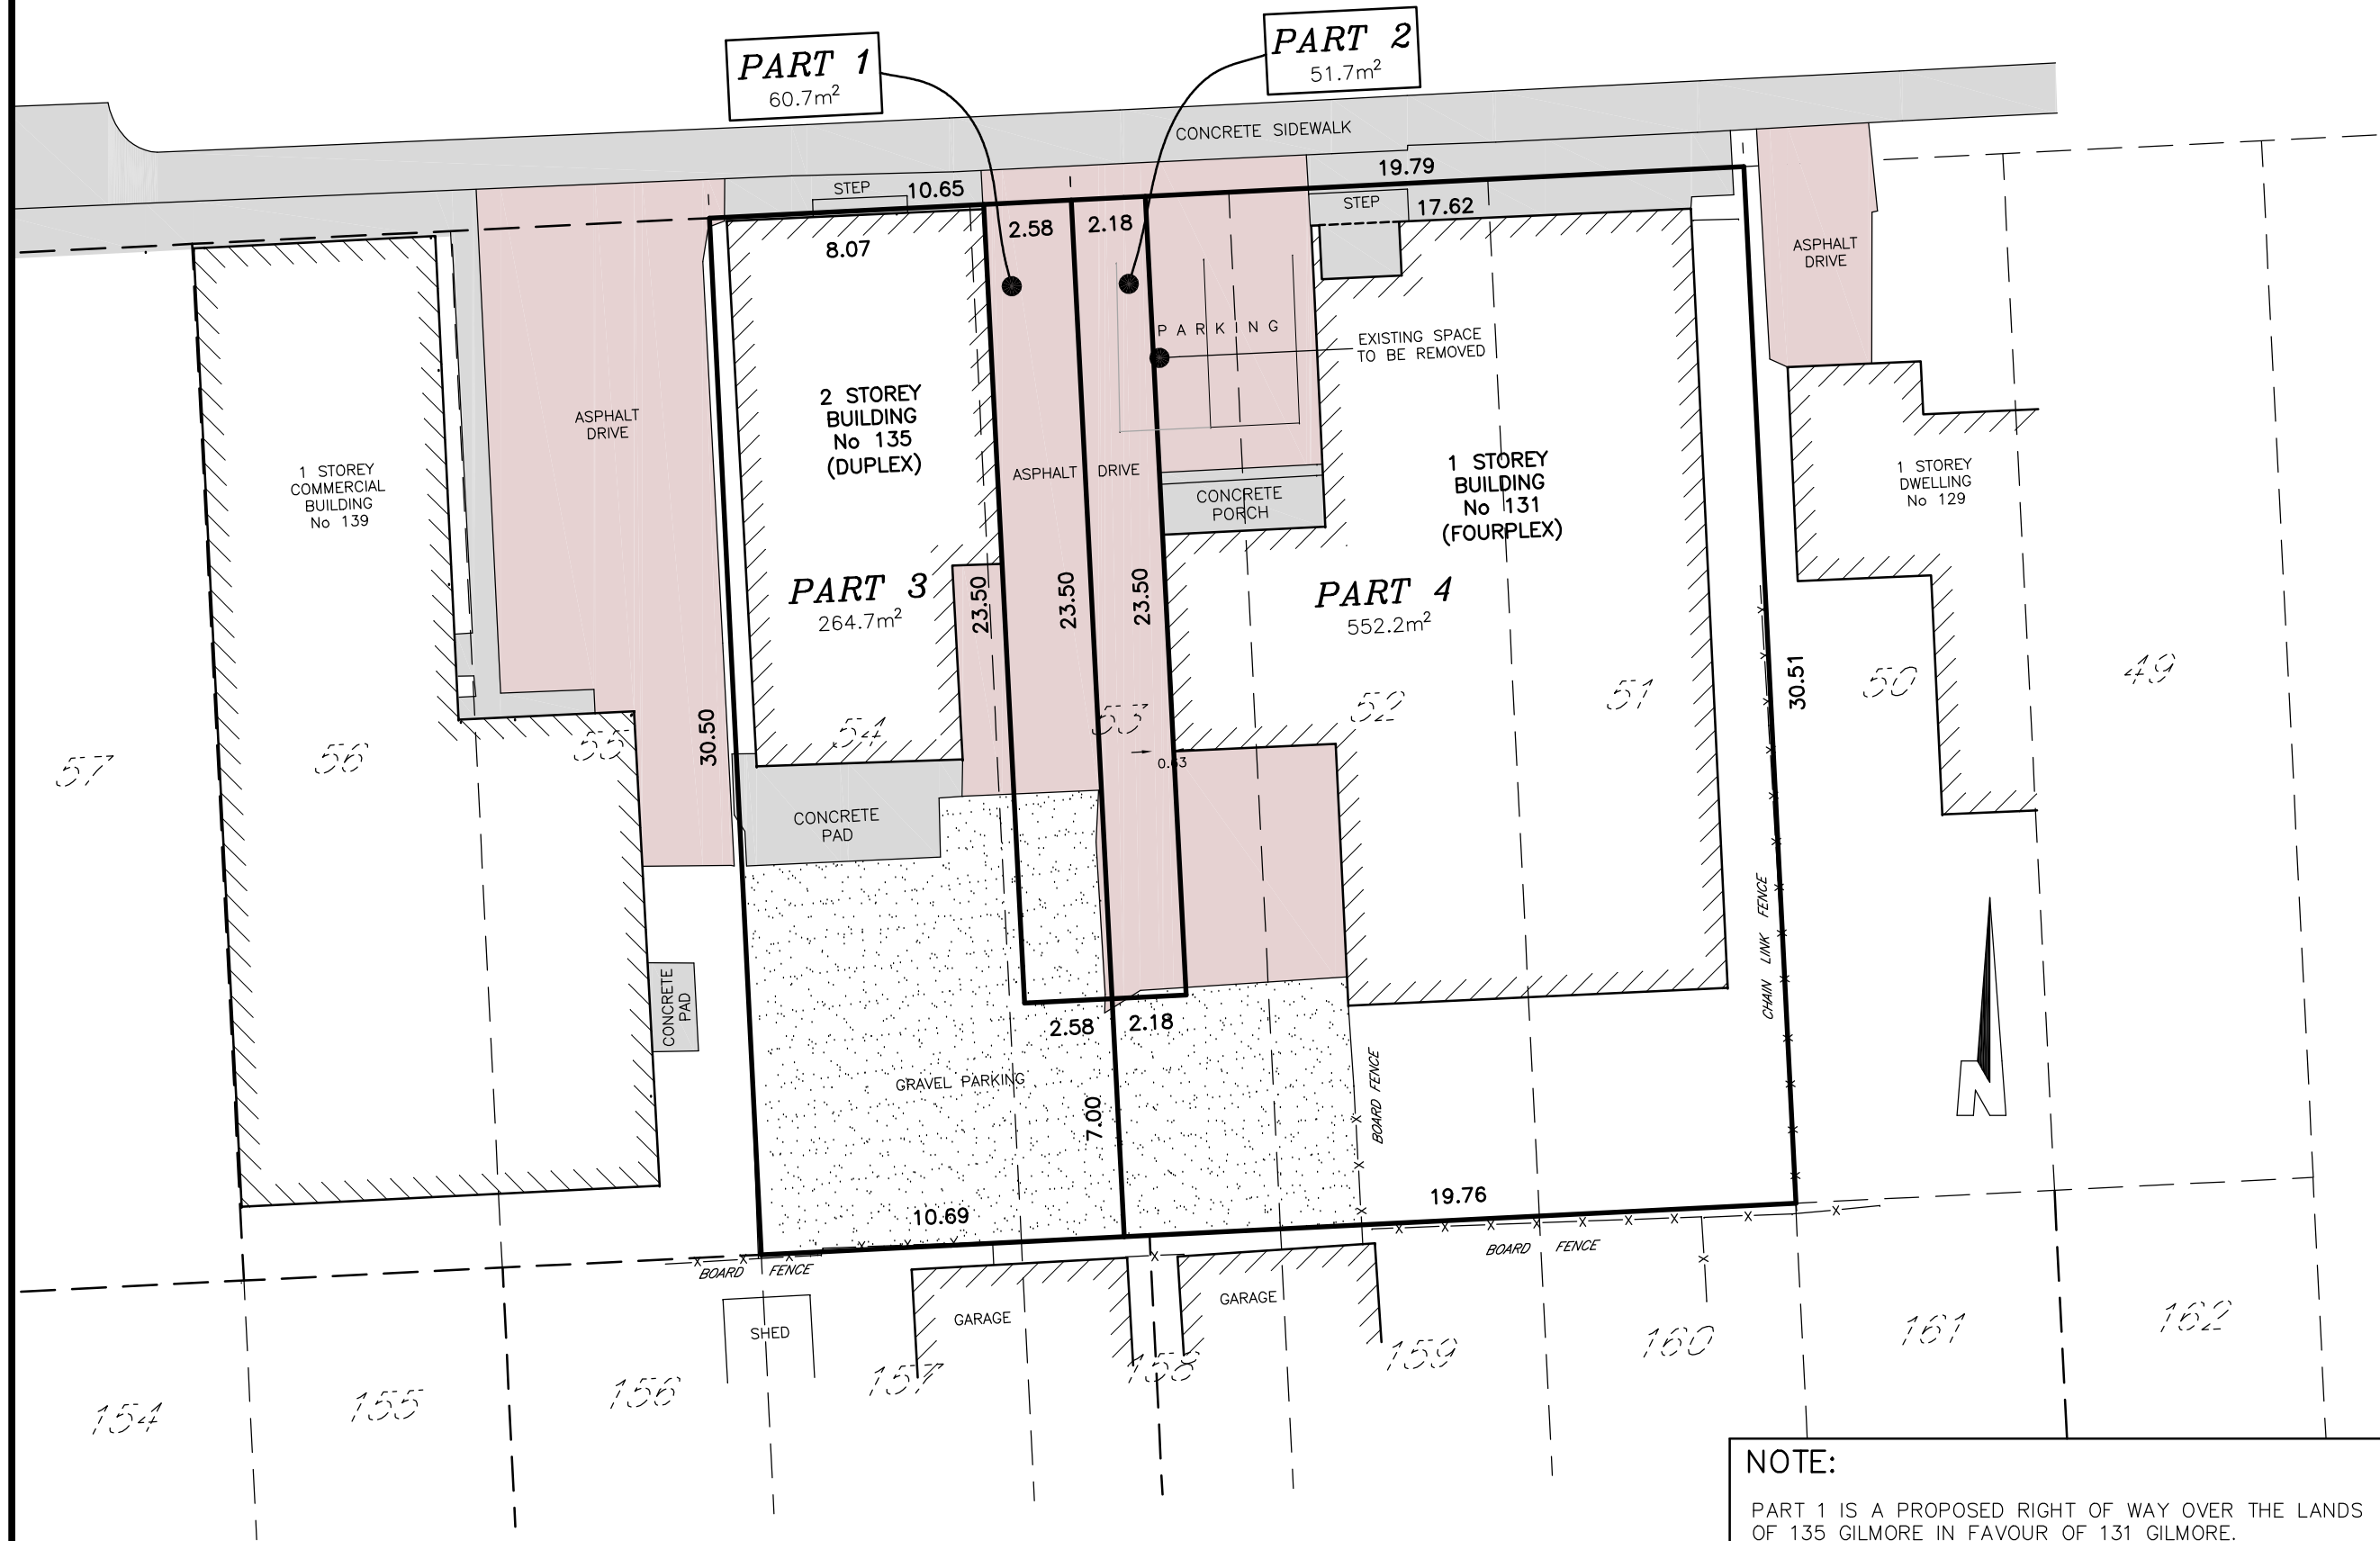 PART 1
60.7m²
PART 2
51.7m²
CONCRETE SIDEWALK
STEP
10.65
19.79
STEP
17.62
2.58
2.18
8.07
ASPHALT
DRIVE
PARKING
EXISTING SPACE
TO BE REMOVED
2 STOREY
BUILDING
No 135
(DUPLEX)
ASPHALT
DRIVE
1 STOREY
COMMERCIAL
BUILDING
No 139
ASPHALT DRIVE
CONCRETE
PORCH
1 STOREY
BUILDING
No 131
(FOURPLEX)
1 STOREY
DWELLING
No 129
PART 3
264.7m²
23.50
23.50
23.50
PART 4
552.2m²
30.50
30.51
57
56
55
54
53
52
51
50
49
0.63
CONCRETE
PAD
CONCRETE
PAD
CHAIN LINK FENCE
2.58
2.18
GRAVEL PARKING
7.00
BOARD FENCE
N
10.69
19.76
BOARD FENCE
BOARD FENCE
SHED
GARAGE
GARAGE
154
155
156
157
158
159
160
161
162
NOTE:
PART 1 IS A PROPOSED RIGHT OF WAY OVER THE LANDS
OF 135 GILMORE IN FAVOUR OF 131 GILMORE.